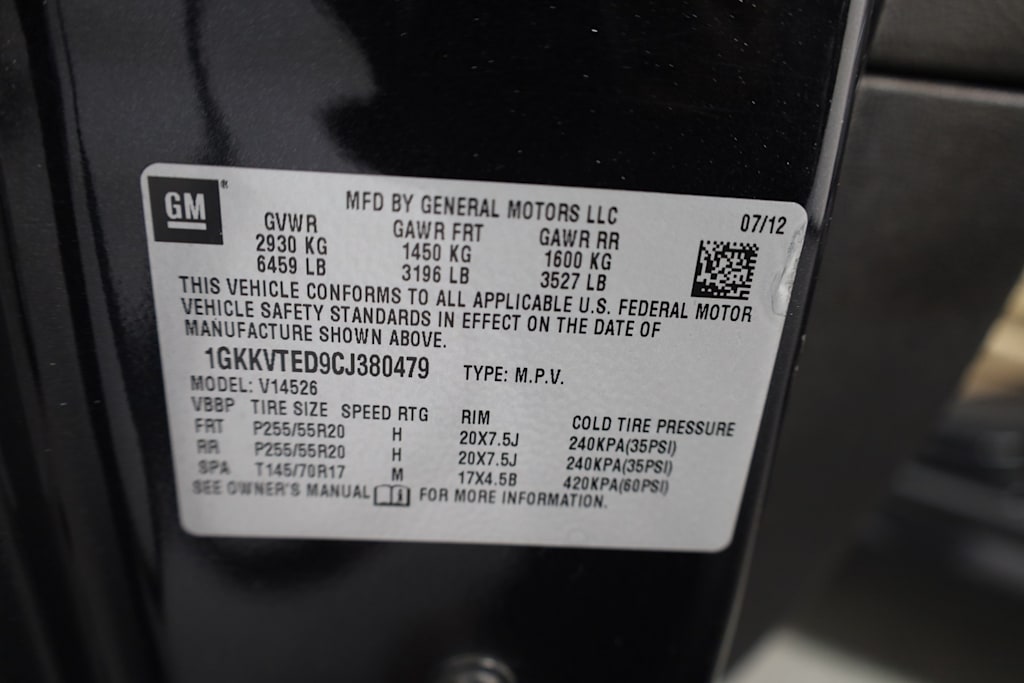 GM®
MFD BY GENERAL MOTORS LLC
07/12
GVWR GAWR FRT GAWR RR
2930 KG 1450 KG 1600 KG
6459 LB 3196 LB 3527 LB
THIS VEHICLE CONFORMS TO ALL APPLICABLE U.S. FEDERAL MOTOR
VEHICLE SAFETY STANDARDS IN EFFECT ON THE DATE OF
MANUFACTURE SHOWN ABOVE.
1GKKVTED9CJ380479 TYPE: M.P.V.
MODEL: V14526
VBBP TIRE SIZE SPEED RTG RIM COLD TIRE PRESSURE
FRT P255/55R20 H 20X7.5J 240KPA(35PSI)
RR P255/55R20 H 20X7.5J 240KPA(35PSI)
SPA T145/70R17 M 17X4.5B 420KPA(60PSI)
SEE OWNER'S MANUAL FOR MORE INFORMATION.